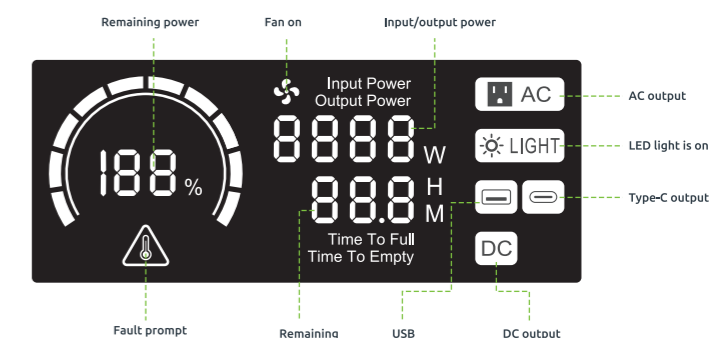 Remaining power
Fan on
Input/output power
Input Power
Output Power
8888 W
188 %
88.8 H
M
Time To Full
Time To Empty
AC
LIGHT
DC
AC output
LED light is on
Type-C output
Fault prompt
Remaining
USB
DC output